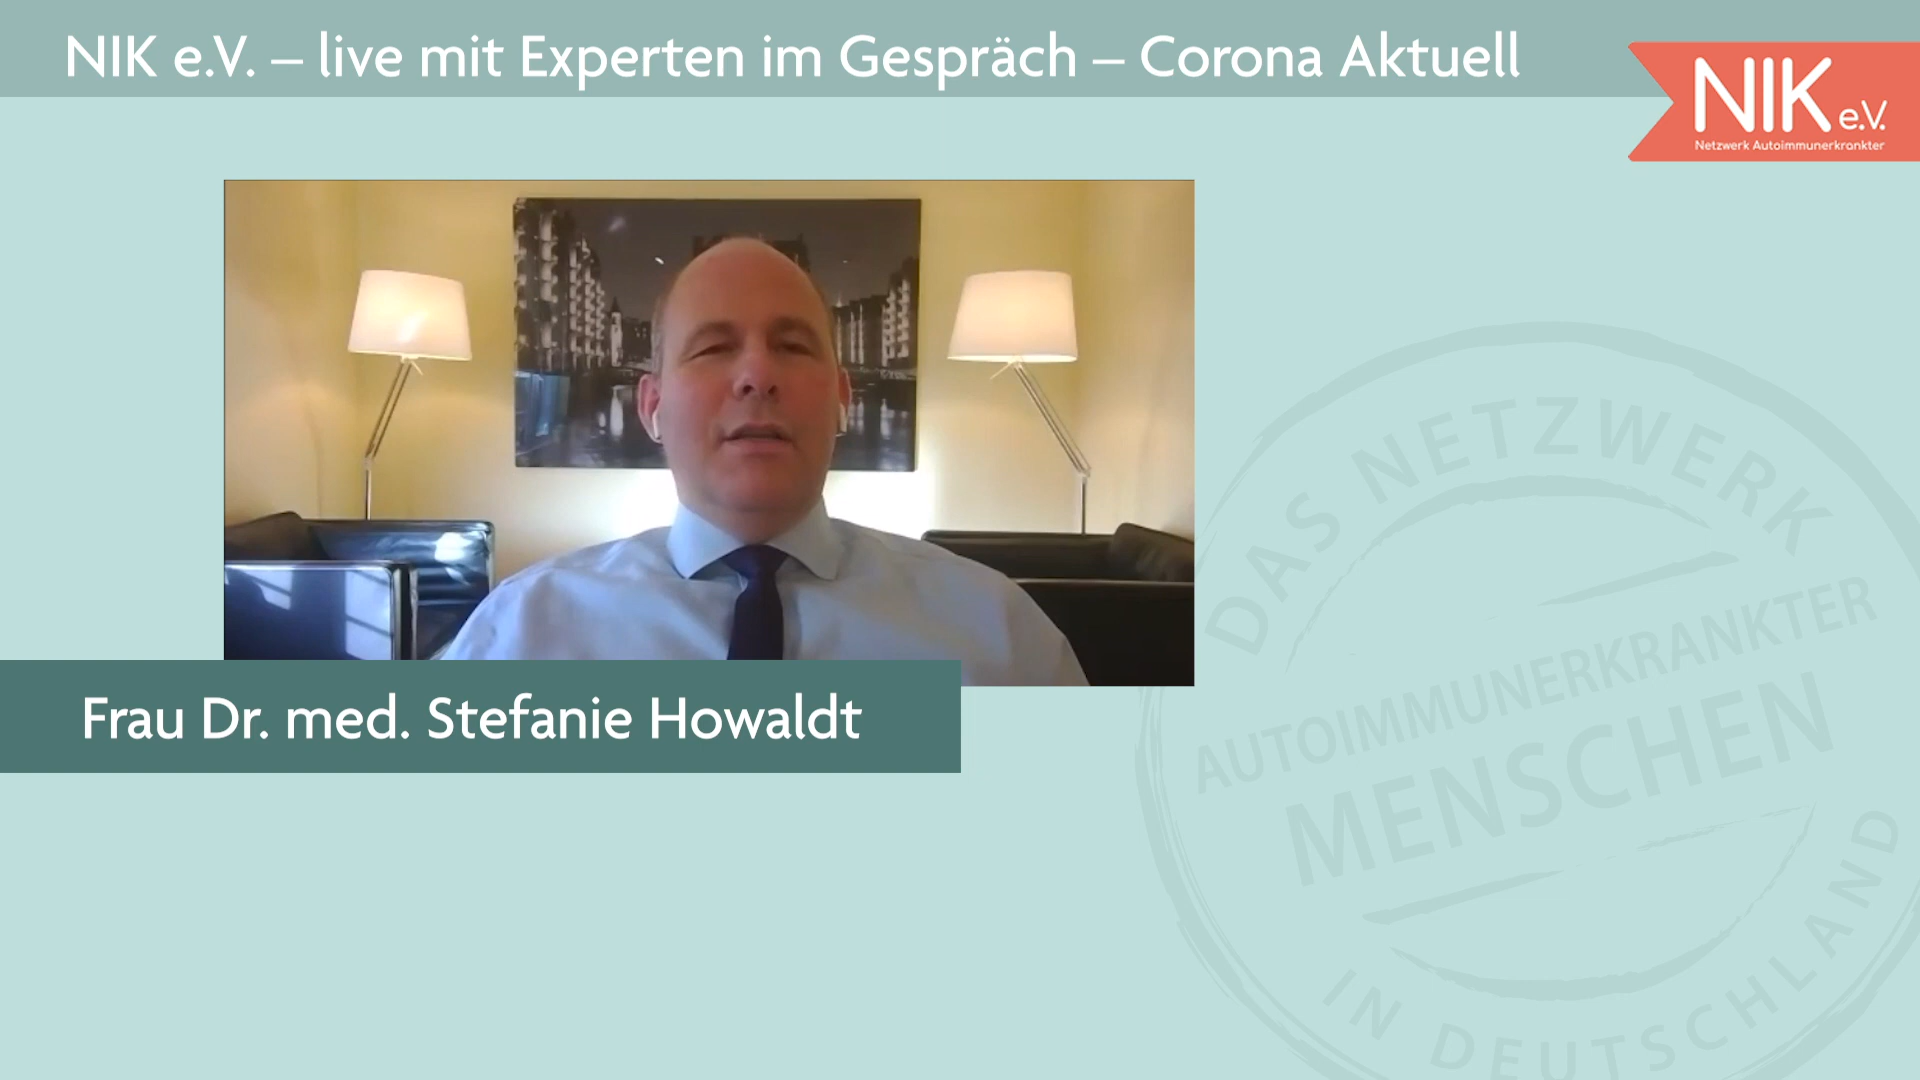 NIK e.V. – live mit Experten im Gespräch – Corona Aktuell
NIK e.V.
Netzwerk Autoimmunerkrankter
Frau Dr. med. Stefanie Howaldt
DAS NETZWERK
AUTOIMMUNERKRANKTER
MENSCHEN
IN DEUTSCHLAND